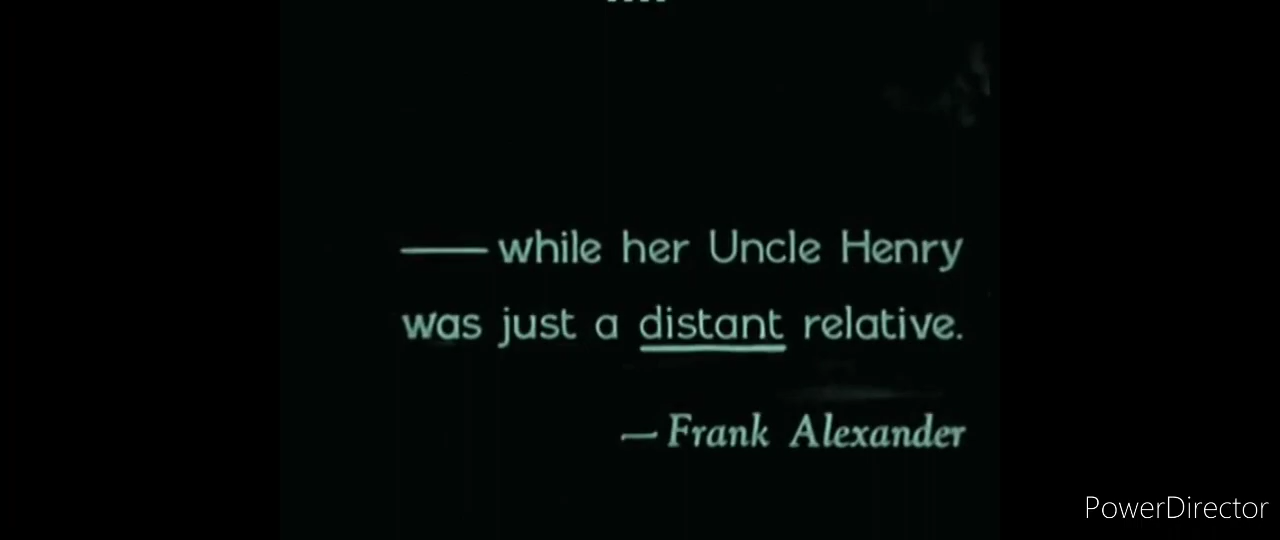 —— while her Uncle Henry
was just a distant relative.
— Frank Alexander
PowerDirector